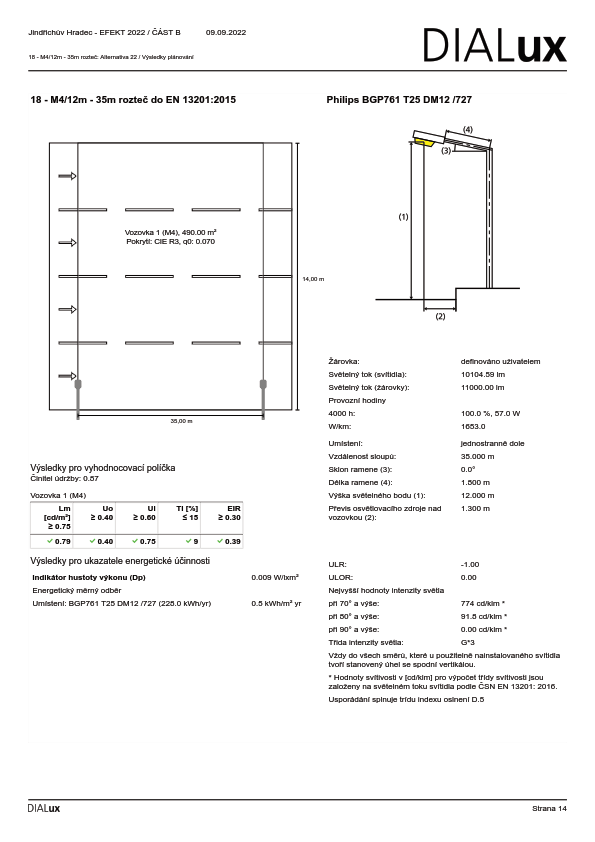 Jindřichův Hradec - EFEKT 2022 / ČÁST B 09.09.2022
DIALux
18 - M4/12m - 35m rozteč: Alternativa 22 / Výsledky plánování
18 - M4/12m - 35m rozteč do EN 13201:2015
Vozovka 1 (M4), 490.00 m²
Pokrytí: CIE R3, q0: 0.070
14,00 m
35,00 m
Výsledky pro vyhodnocovací políčka
Činitel údržby: 0.87
Vozovka 1 (M4)
Lm Uo Ul TI [%] EIR
[cd/m²] ≥ 0.40 ≥ 0.60 ≤ 15 ≥ 0.30
≥ 0.75
✓ 0.79 ✓ 0.40 ✓ 0.75 ✓ 9 ✓ 0.39
Výsledky pro ukazatele energetické účinnosti
Indikátor hustoty výkonu (Dp) 0.009 W/lxm²
Energetický měrný odběr
Umístění: BGP761 T25 DM12 /727 (228.0 kWh/yr) 0.5 kWh/m² yr
Philips BGP761 T25 DM12 /727
(4)
(3)
(1)
(2)
Žárovka: definováno uživatelem
Světelný tok (svítidla): 10104.59 lm
Světelný tok (žárovky): 11000.00 lm
Provozní hodiny
4000 h: 100.0 %, 57.0 W
W/km: 1653.0
Umístění: jednostranně dole
Vzdálenost sloupů: 35.000 m
Sklon ramene (3): 0.0°
Délka ramene (4): 1.500 m
Výška světelného bodu (1): 12.000 m
Převis osvětlovacího zdroje nad 1.300 m
vozovkou (2):
ULR: -1.00
ULOR: 0.00
Nejvyšší hodnoty intenzity světla
při 70° a výše: 774 cd/klm *
při 80° a výše: 91.8 cd/klm *
při 90° a výše: 0.00 cd/klm *
Třída intenzity světla: G*3
Vždy do všech směrů, které u použitelně nainstalovaného svítidla
tvoří stanovený úhel se spodní vertikálou.
* Hodnoty svítivosti v [cd/klm] pro výpočet třídy svítivosti jsou
založeny na světelném toku svítidla podle ČSN EN 13201: 2016.
Uspořádání splňuje třídu indexu oslnění D.5
DIALux Strana 14